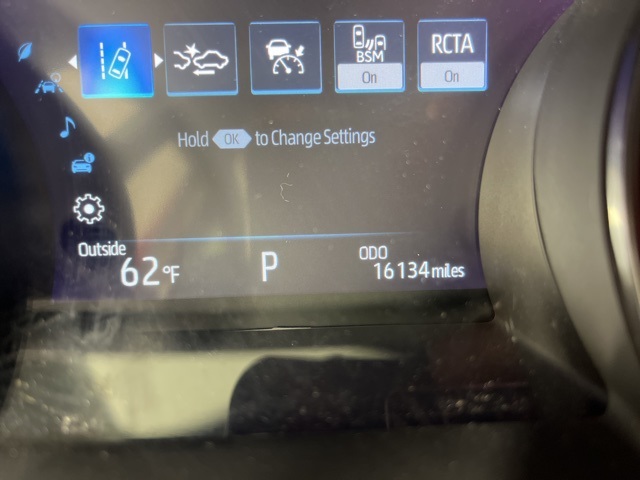 BSM
On
RCTA
On
Hold OK to Change Settings
Outside
62°F
P
ODO
16134 miles